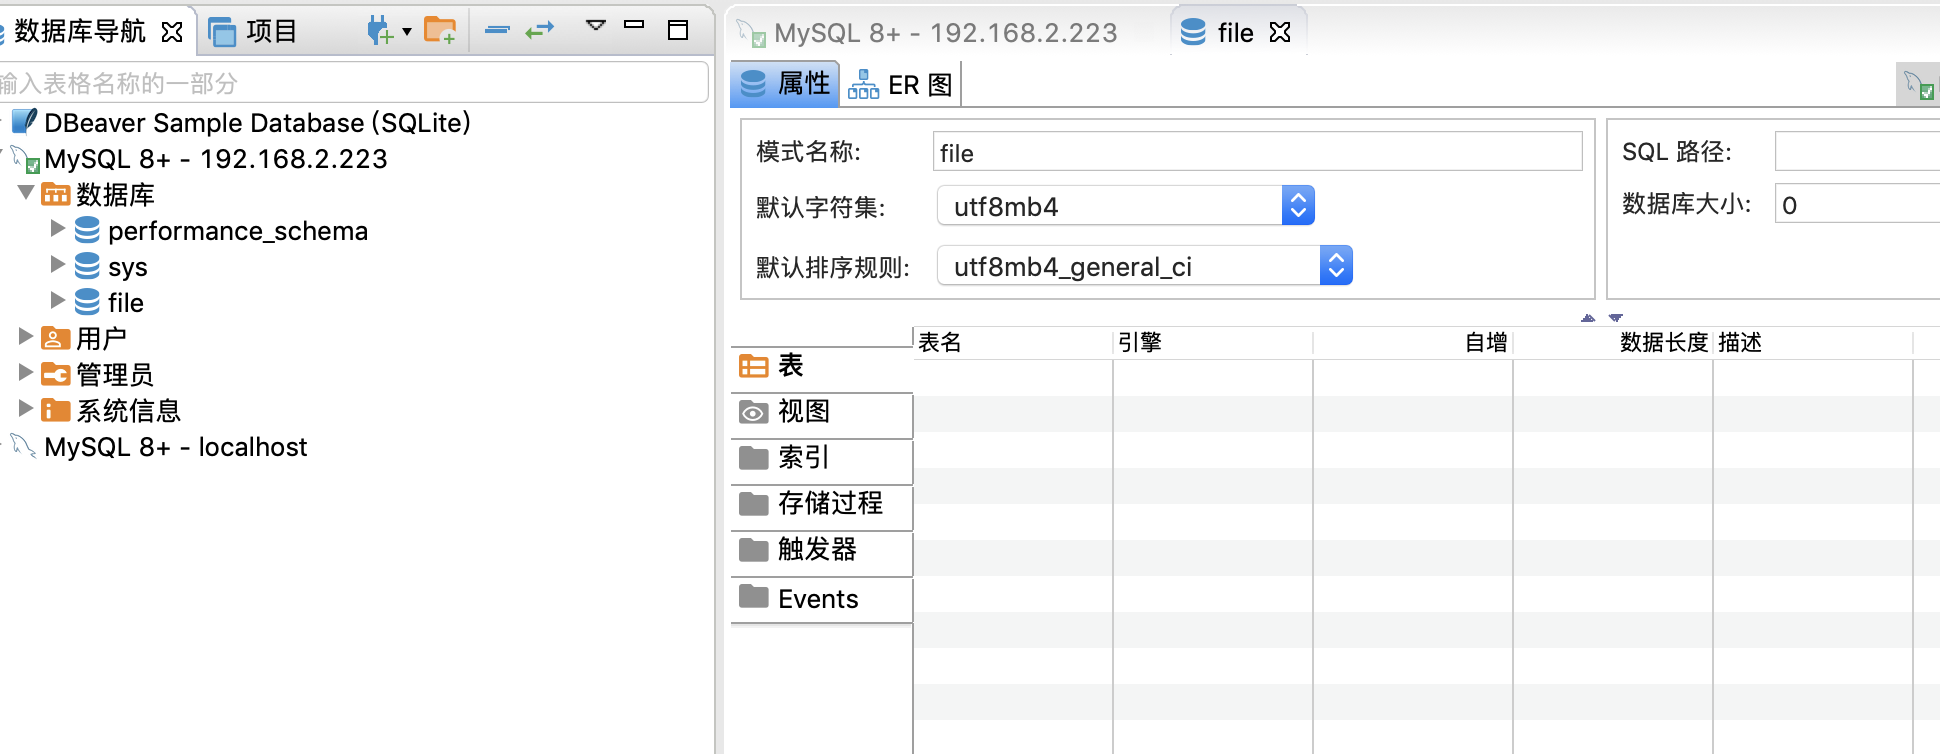 数据库导航
项目
输入表格名称的一部分
DBeaver Sample Database (SQLite)
MySQL 8+ - 192.168.2.223
数据库
performance_schema
sys
file
用户
管理员
系统信息
MySQL 8+ - localhost
MySQL 8+ - 192.168.2.223
file
属性
ER 图
模式名称:
file
默认字符集:
utf8mb4
默认排序规则:
utf8mb4_general_ci
SQL 路径:
数据库大小:
0
表
视图
索引
存储过程
触发器
Events
表名
引擎
自增
数据长度
描述